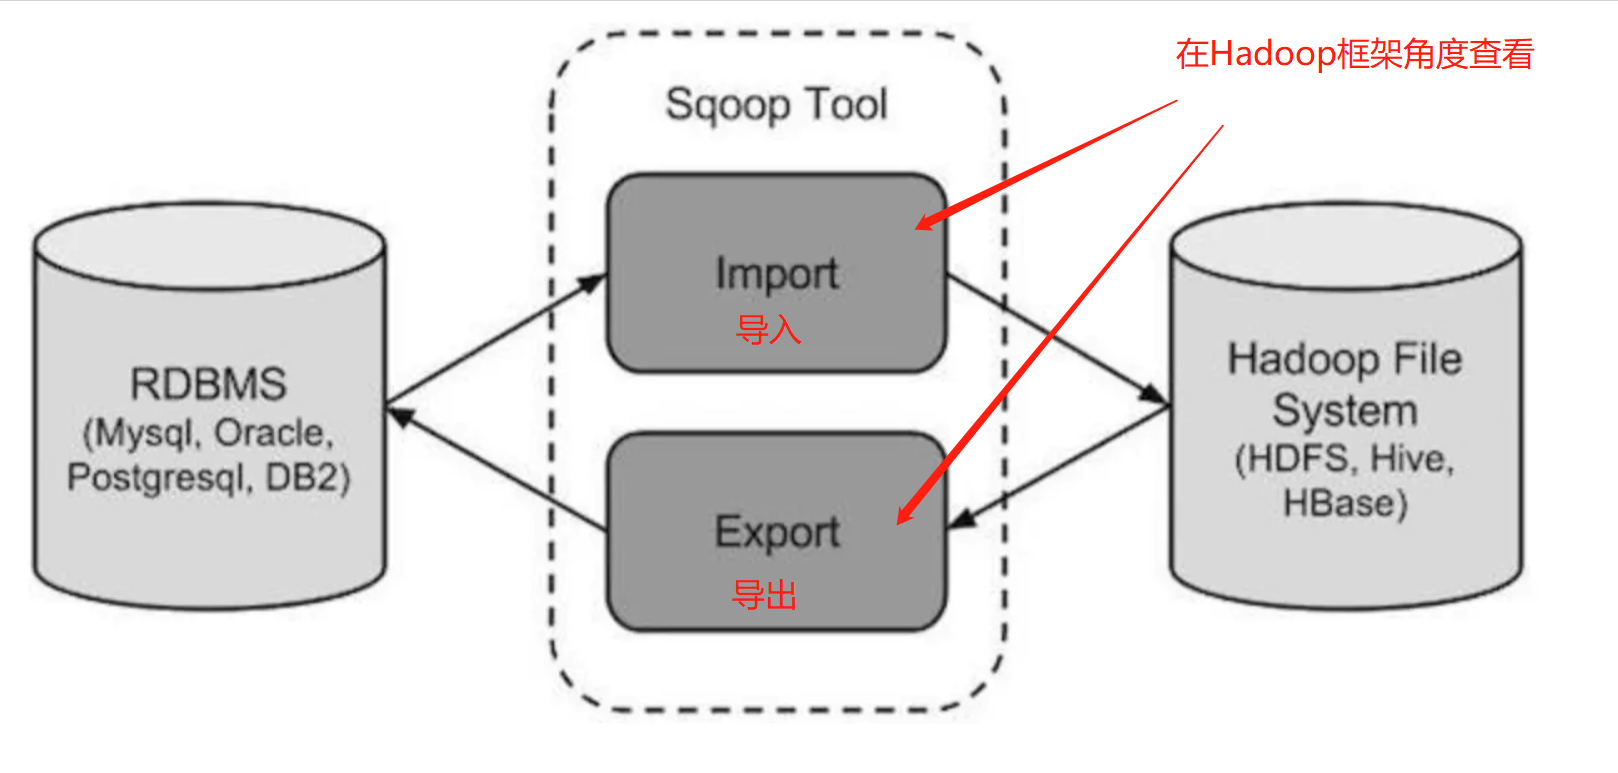 在Hadoop框架角度查看
Sqoop Tool
Import
导入
RDBMS
(Mysql, Oracle,
Postgresql, DB2)
Hadoop File
System
(HDFS, Hive,
HBase)
Export
导出